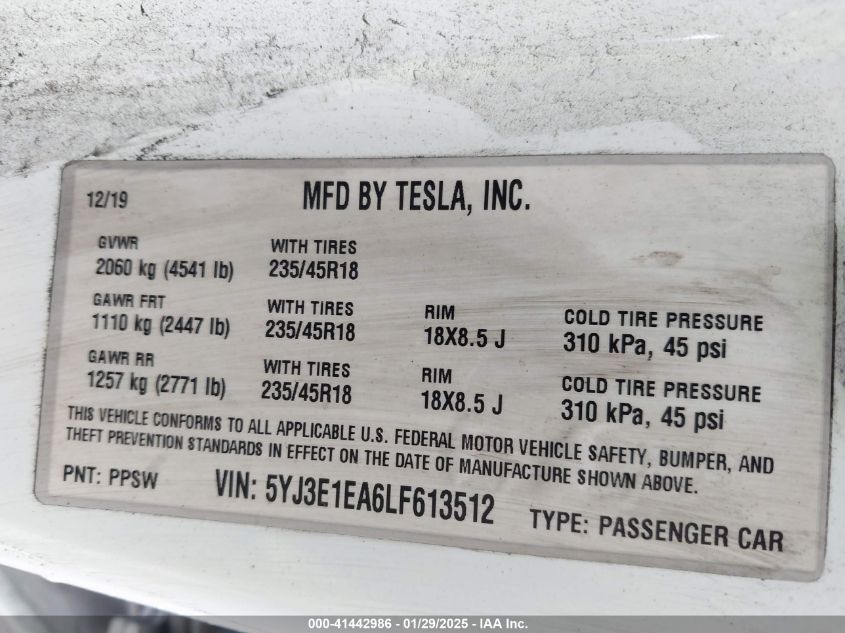 12/19 MFD BY TESLA, INC.
GVWR WITH TIRES
2060 kg (4541 lb) 235/45R18
GAWR FRT WITH TIRES RIM COLD TIRE PRESSURE
1110 kg (2447 lb) 235/45R18 18X8.5 J 310 kPa, 45 psi
GAWR RR WITH TIRES RIM COLD TIRE PRESSURE
1257 kg (2771 lb) 235/45R18 18X8.5 J 310 kPa, 45 psi
THIS VEHICLE CONFORMS TO ALL APPLICABLE U.S. FEDERAL MOTOR VEHICLE SAFETY, BUMPER, AND
THEFT PREVENTION STANDARDS IN EFFECT ON THE DATE OF MANUFACTURE SHOWN ABOVE.
PNT: PPSW VIN: 5YJ3E1EA6LF613512 TYPE: PASSENGER CAR
000-41442986 - 01/29/2025 - IAA Inc.